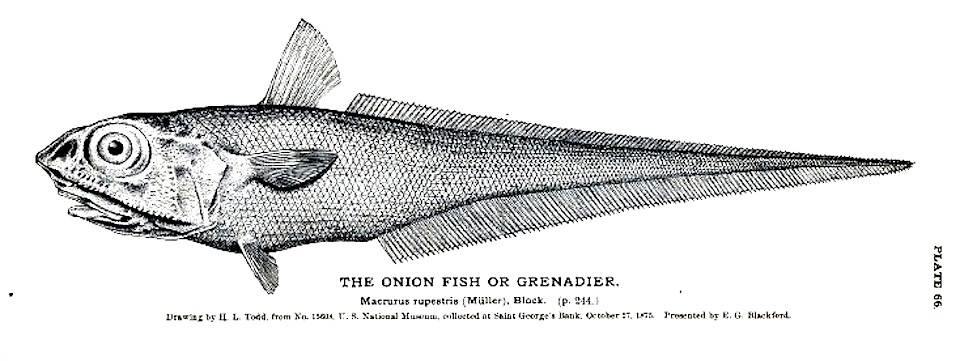 THE ONION FISH OR GRENADIER.
Macrurus rupestris (Müller), Block. (p. 244.)
Drawing by H. L. Todd, from No. 15604, U. S. National Museum, collected at Saint George's Bank, October 27, 1875. Presented by E. G. Blackford.
PLATE 66.